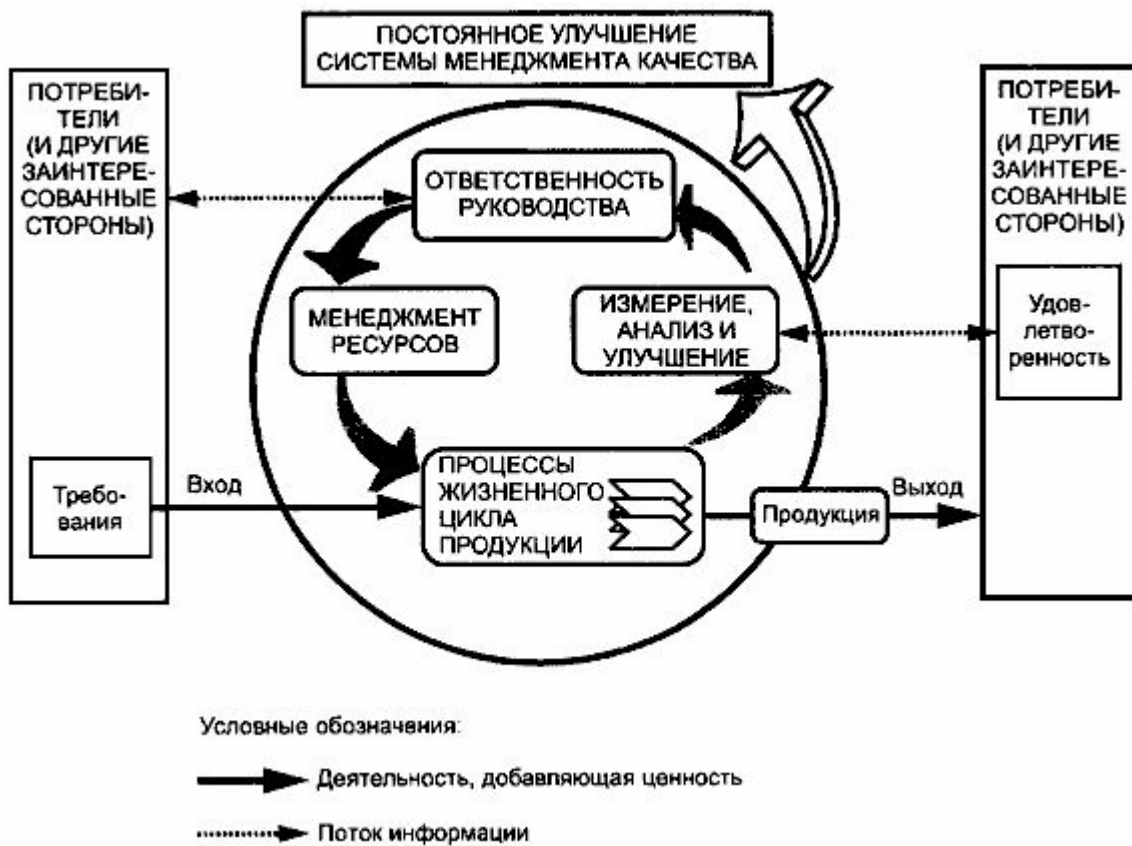 ПОСТОЯННОЕ УЛУЧШЕНИЕ
СИСТЕМЫ МЕНЕДЖМЕНТА КАЧЕСТВА
ПОТРЕБИ-
ТЕЛИ
(И ДРУГИЕ
ЗАИНТЕРЕ-
СОВАННЫЕ
СТОРОНЫ)
ОТВЕТСТВЕННОСТЬ
РУКОВОДСТВА
ПОТРЕБИ-
ТЕЛИ
(И ДРУГИЕ
ЗАИНТЕРЕ-
СОВАННЫЕ
СТОРОНЫ)
МЕНЕДЖМЕНТ
РЕСУРСОВ
ИЗМЕРЕНИЕ,
АНАЛИЗ И
УЛУЧШЕНИЕ
Удов-
летво-
ренность
Требо-
вания
Вход
ПРОЦЕССЫ
ЖИЗНЕННОГО
ЦИКЛА
ПРОДУКЦИИ
Продукция
Выход
Условные обозначения:
Деятельность, добавляющая ценность
Поток информации